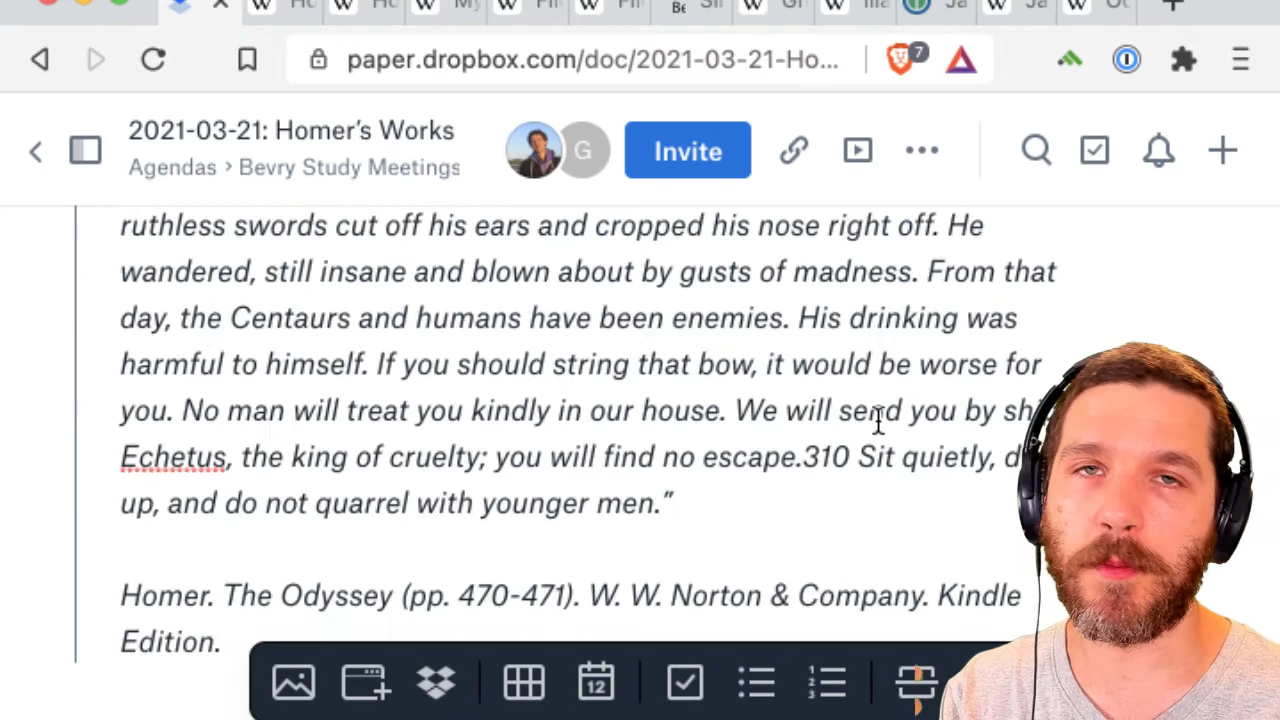 paper.dropbox.com/doc/2021-03-21-Ho...
7
2021-03-21: Homer's Works
Agendas > Bevry Study Meetings
G
Invite
ruthless swords cut off his ears and cropped his nose right off. He
wandered, still insane and blown about by gusts of madness. From that
day, the Centaurs and humans have been enemies. His drinking was
harmful to himself. If you should string that bow, it would be worse for
you. No man will treat you kindly in our house. We will send you by sh
Echetus, the king of cruelty; you will find no escape.310 Sit quietly, d
up, and do not quarrel with younger men.”
Homer. The Odyssey (pp. 470-471). W. W. Norton & Company. Kindle
Edition.
12